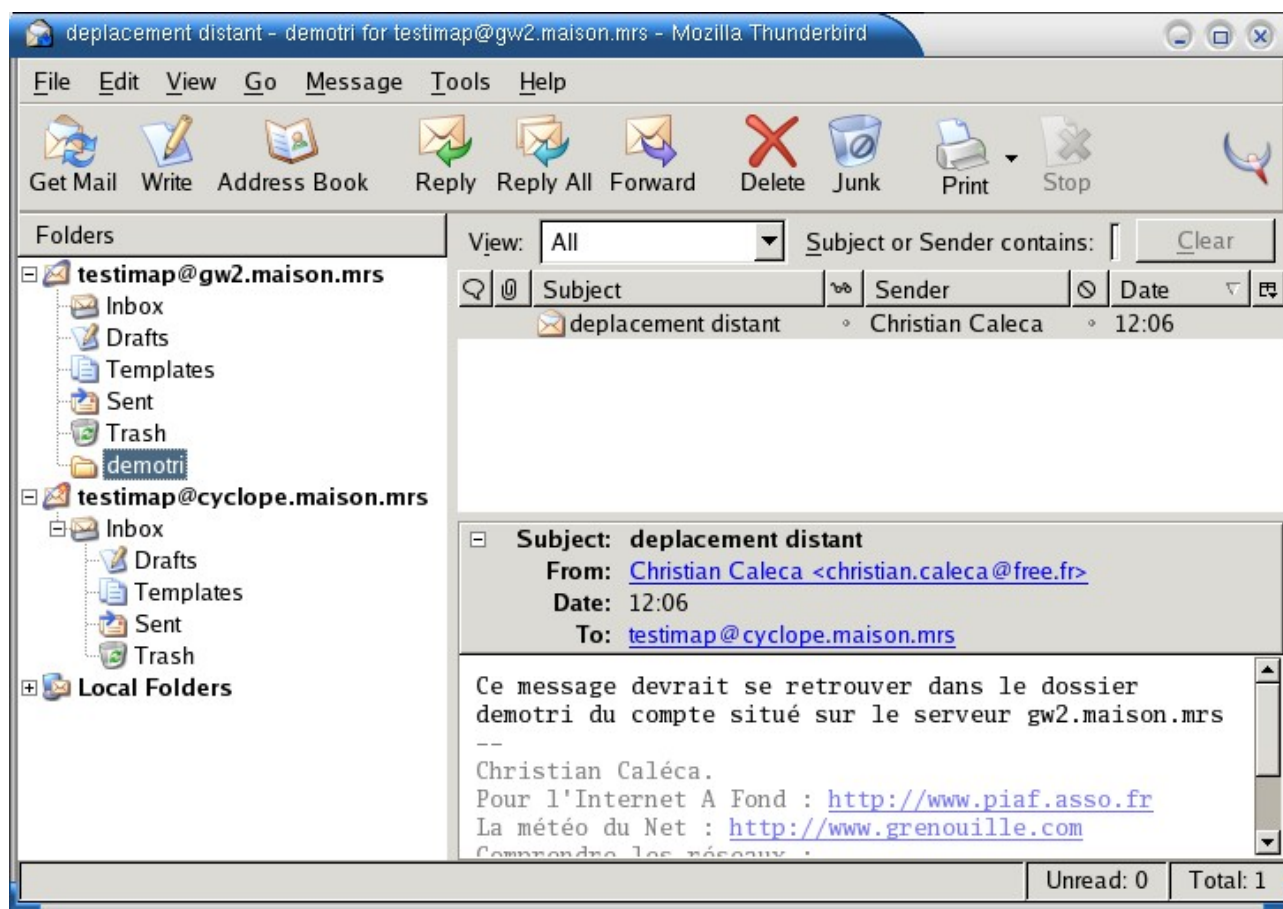 deplacement distant - demotri for testimap@gw2.maison.mrs - Mozilla Thunderbird
File Edit View Go Message Tools Help
Get Mail Write Address Book Reply Reply All Forward Delete Junk Print Stop
Folders
testimap@gw2.maison.mrs
Inbox
Drafts
Templates
Sent
Trash
demotri
testimap@cyclope.maison.mrs
Inbox
Drafts
Templates
Sent
Trash
Local Folders
View: All Subject or Sender contains: Clear
Subject Sender Date
deplacement distant Christian Caleca 12:06
Subject: deplacement distant
From: Christian Caleca <christian.caleca@free.fr>
Date: 12:06
To: testimap@cyclope.maison.mrs
Ce message devrait se retrouver dans le dossier
demotri du compte situé sur le serveur gw2.maison.mrs
--
Christian Caléca.
Pour l'Internet A Fond : http://www.piaf.asso.fr
La météo du Net : http://www.grenouille.com
Comprendre les réseaux :
Unread: 0 Total: 1